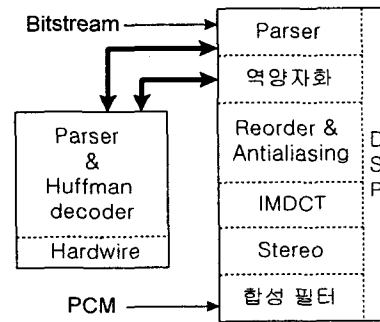 Bitstream
Parser
역양자화
Parser
&
Huffman
decoder
Hardwire
Reorder &
Antialiasing
IMDCT
Stereo
합성 필터
D
S
P
PCM